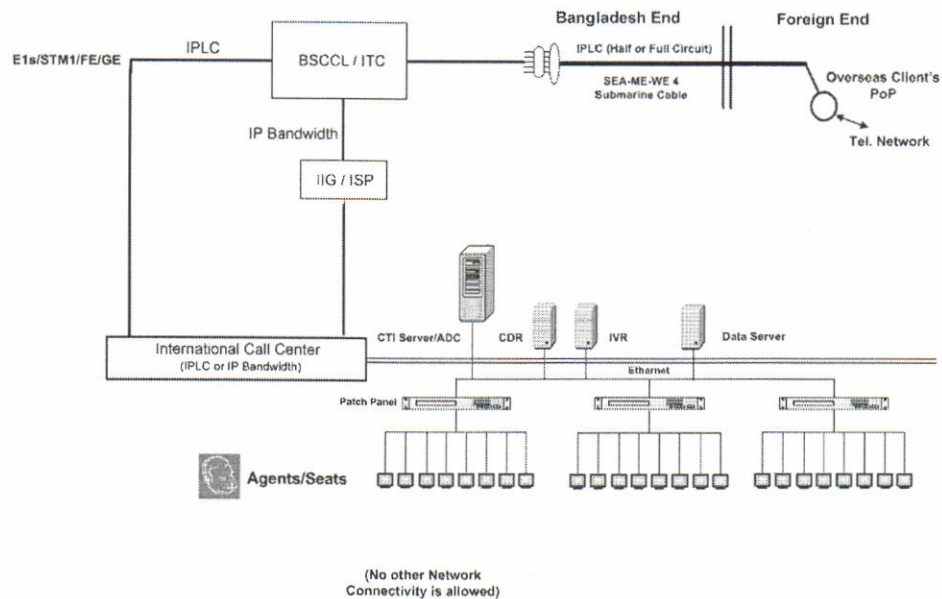 Bangladesh End
Foreign End
E1s/STM1/FE/GE
IPLC
BSCCL / ITC
IPLC (Half or Full Circuit)
SEA-ME-WE 4
Submarine Cable
Overseas Client's
PoP
Tel. Network
IP Bandwidth
IIG / ISP
CTI Server/ADC
CDR
IVR
Data Server
International Call Center
(IPLC or IP Bandwidth)
Ethernet
Patch Panel
Agents/Seats
(No other Network
Connectivity is allowed)